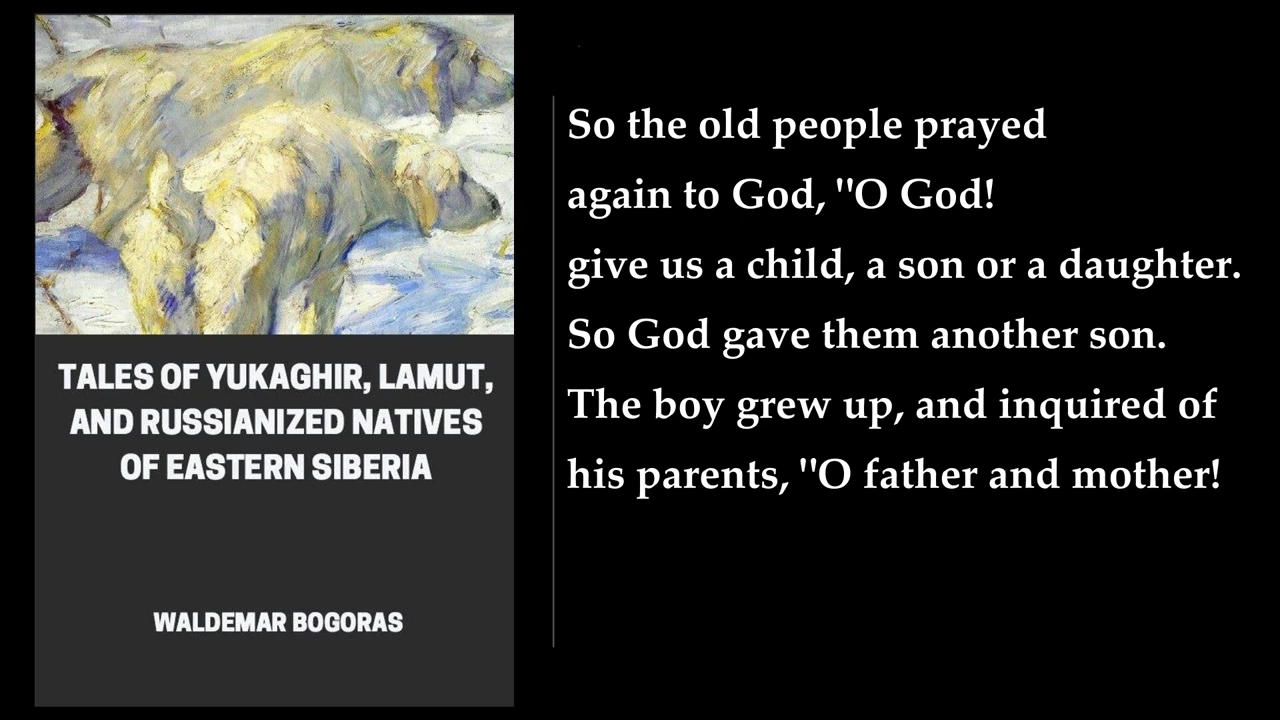 TALES OF YUKAGHIR, LAMUT,
AND RUSSIANIZED NATIVES
OF EASTERN SIBERIA
WALDEMAR BOGORAS
So the old people prayed
again to God, "O God!
give us a child, a son or a daughter.
So God gave them another son.
The boy grew up, and inquired of
his parents, "O father and mother!